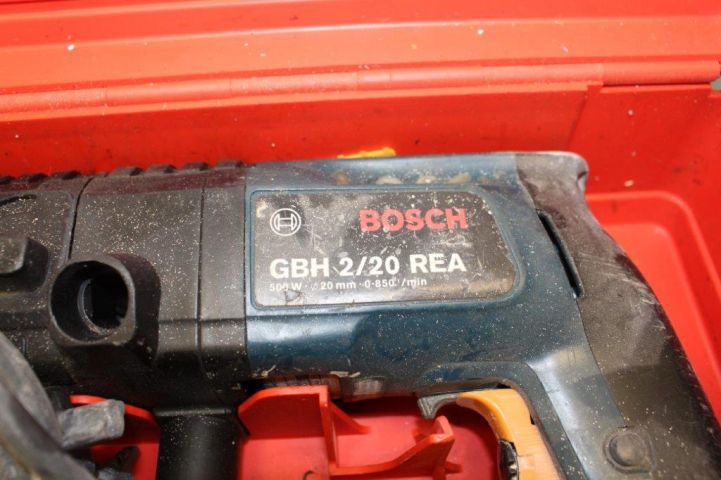 BOSCH
GBH 2/20 REA
500 W · ∅ 20 mm · 0-850 /min